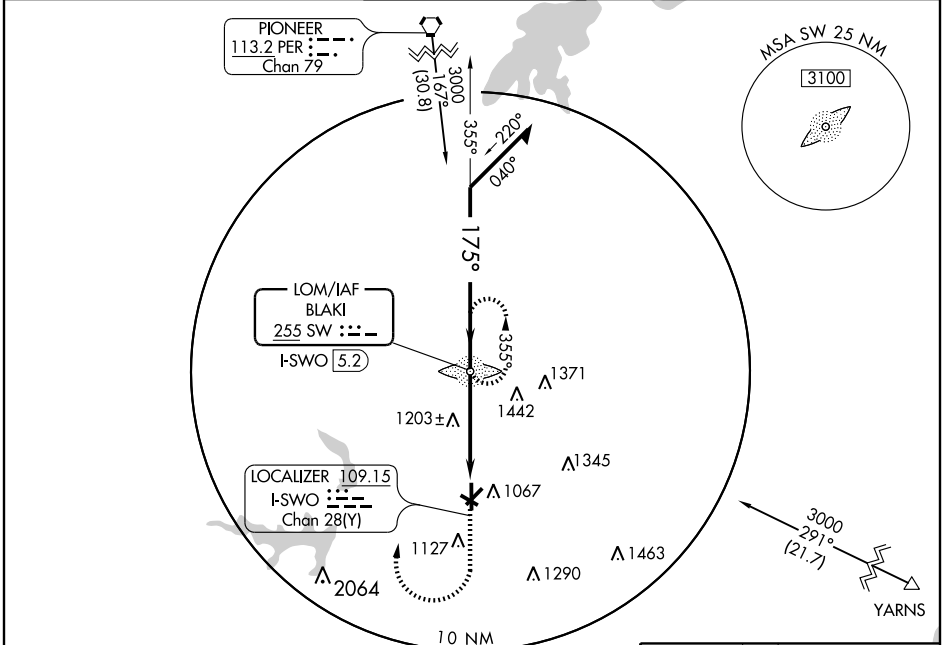 PIONEER
113.2 PER
Chan 79
3000
167°
(30.8)
355°
220°
040°
MSA SW 25 NM
3100
175°
LOM/IAF
BLAKI
255 SW
I-SWO 5.2
355°
1371
1442
1203±
1345
LOCALIZER 109.15
I-SWO
Chan 28(Y)
1067
1127
1463
1290
2064
3000
291°
(21.7)
YARNS
10 NM